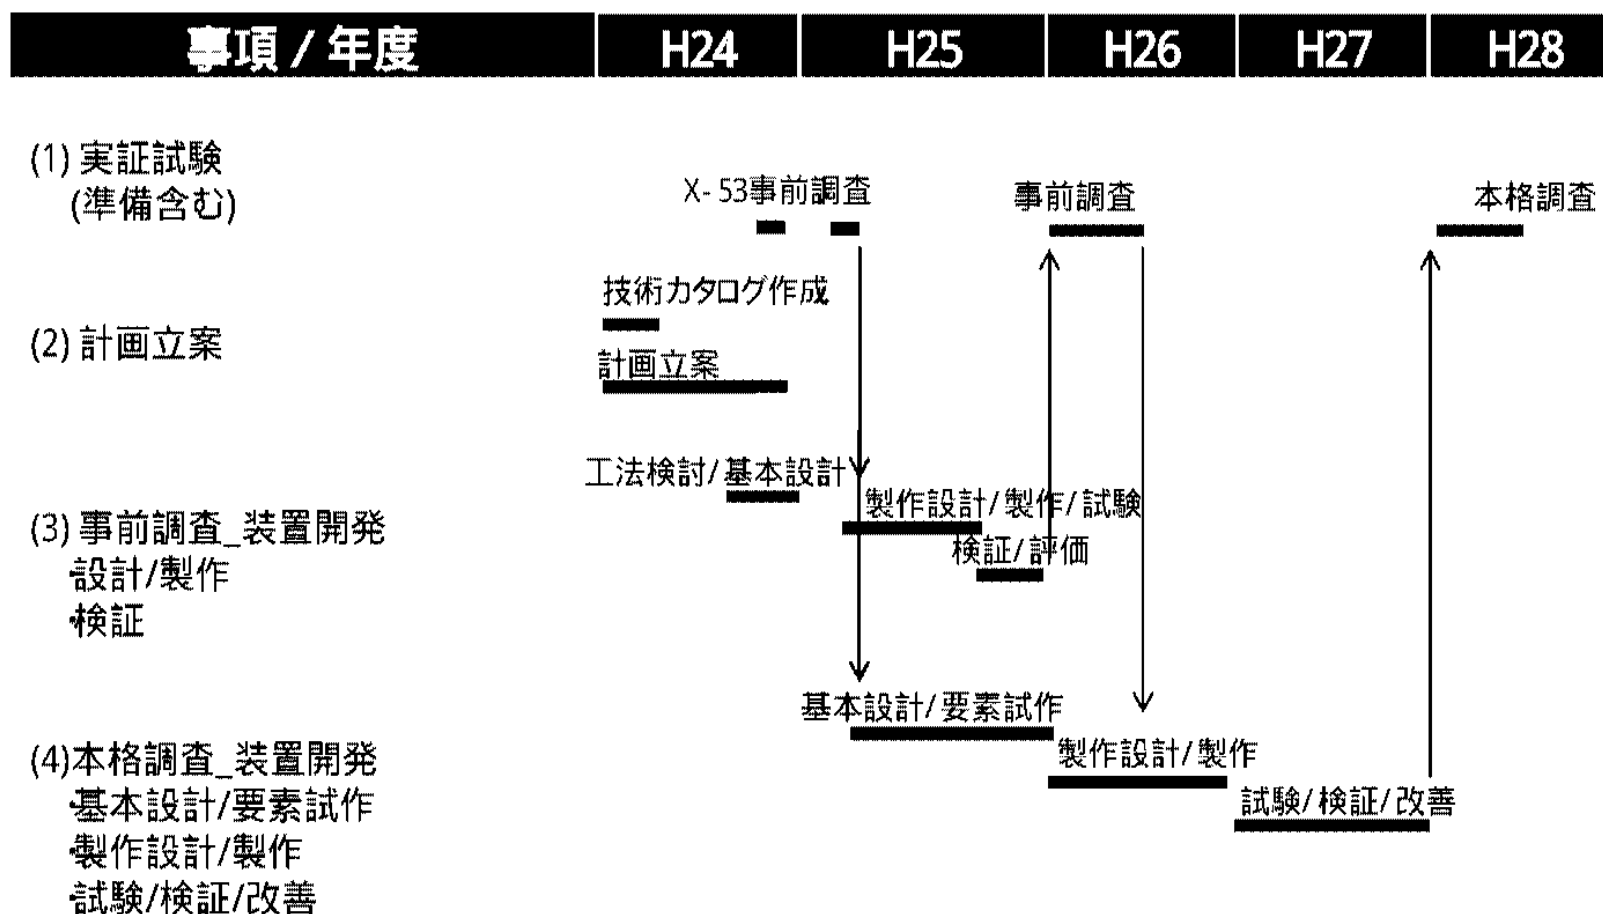 事項 / 年度 H24 H25 H26 H27 H28
(1) 実証試験
(準備含む)
X- 53事前調査
事前調査
本格調査
技術カタログ作成
(2) 計画立案
計画立案
工法検討/基本設計
製作設計/製作/試験
(3) 事前調査_装置開発
検証/評価
・設計/製作
・検証
基本設計/要素試作
製作設計/製作
(4)本格調査_装置開発
・基本設計/要素試作
試験/検証/改善
・製作設計/製作
・試験/検証/改善